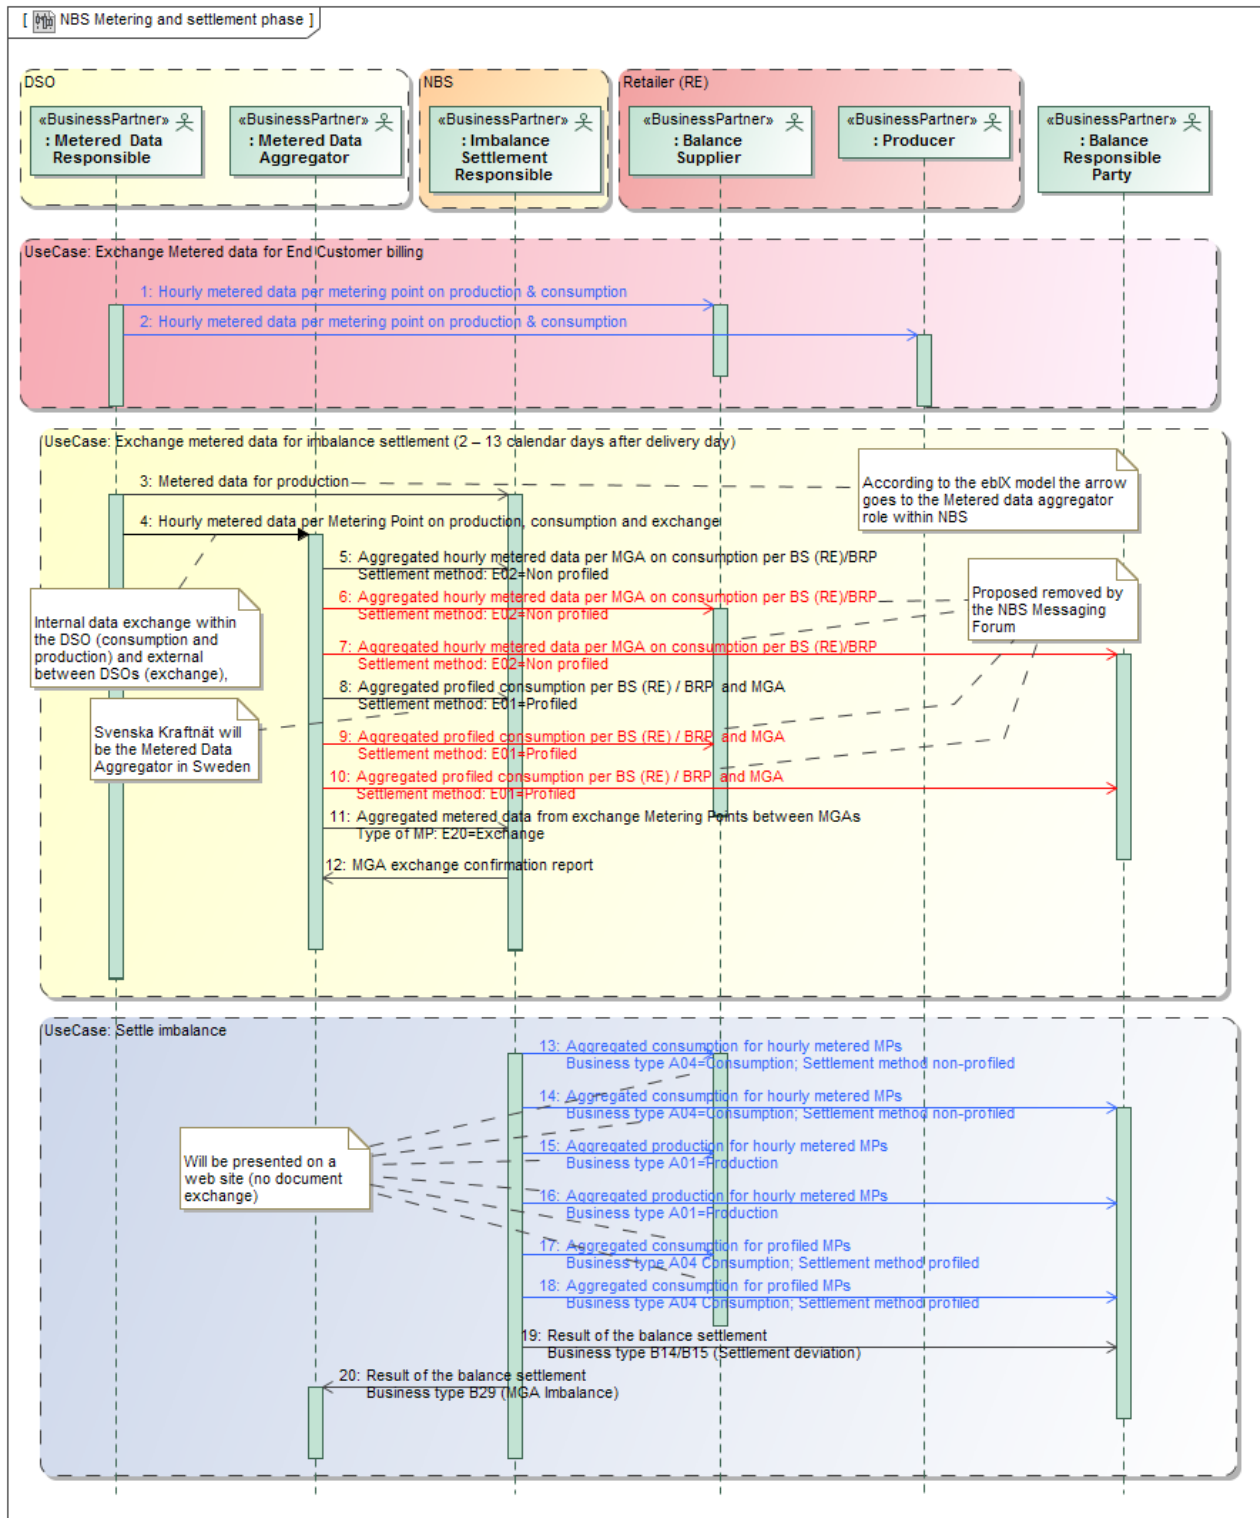 [ NBS Metering and settlement phase ]
DSO
NBS
Retailer (RE)
«BusinessPartner»
: Metered Data
Responsible
«BusinessPartner»
: Metered Data
Aggregator
«BusinessPartner»
: Imbalance
Settlement
Responsible
«BusinessPartner»
: Balance
Supplier
«BusinessPartner»
: Producer
«BusinessPartner»
: Balance
Responsible
Party
UseCase: Exchange Metered data for End Customer billing
1: Hourly metered data per metering point on production & consumption
2: Hourly metered data per metering point on production & consumption
UseCase: Exchange metered data for imbalance settlement (2 – 13 calendar days after delivery day)
3: Metered data for production
According to the ebIX model the arrow
goes to the Metered data aggregator
role within NBS
4: Hourly metered data per Metering Point on production, consumption and exchange
5: Aggregated hourly metered data per MGA on consumption per BS (RE)/BRP
Settlement method: E02=Non profiled
6: Aggregated hourly metered data per MGA on consumption per BS (RE)/BRP
Settlement method: E02=Non profiled
Proposed removed by
the NBS Messaging
Forum
Internal data exchange within
the DSO (consumption and
production) and external
between DSOs (exchange),
7: Aggregated hourly metered data per MGA on consumption per BS (RE)/BRP
Settlement method: E02=Non profiled
8: Aggregated profiled consumption per BS (RE) / BRP and MGA
Settlement method: E01=Profiled
Svenska Kraftnät will
be the Metered Data
Aggregator in Sweden
9: Aggregated profiled consumption per BS (RE) / BRP and MGA
Settlement method: E01=Profiled
10: Aggregated profiled consumption per BS (RE) / BRP and MGA
Settlement method: E01=Profiled
11: Aggregated metered data from exchange Metering Points between MGAs
Type of MP: E20=Exchange
12: MGA exchange confirmation report
UseCase: Settle imbalance
13: Aggregated consumption for hourly metered MPs
Business type A04=Consumption; Settlement method non-profiled
14: Aggregated consumption for hourly metered MPs
Business type A04=Consumption; Settlement method non-profiled
Will be presented on a
web site (no document
exchange)
15: Aggregated production for hourly metered MPs
Business type A01=Production
16: Aggregated production for hourly metered MPs
Business type A01=Production
17: Aggregated consumption for profiled MPs
Business type A04 Consumption; Settlement method profiled
18: Aggregated consumption for profiled MPs
Business type A04 Consumption; Settlement method profiled
19: Result of the balance settlement
Business type B14/B15 (Settlement deviation)
20: Result of the balance settlement
Business type B29 (MGA Imbalance)